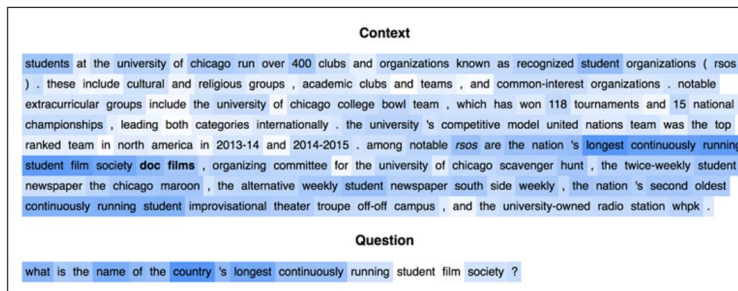 Context
students at the university of chicago run over 400 clubs and organizations known as recognized student organizations ( rsos
) . these include cultural and religious groups , academic clubs and teams , and common-interest organizations . notable
extracurricular groups include the university of chicago college bowl team , which has won 118 tournaments and 15 national
championships , leading both categories internationally . the university 's competitive model united nations team was the top
ranked team in north america in 2013-14 and 2014-2015 . among notable rsos are the nation 's longest continuously running
student film society doc films , organizing committee for the university of chicago scavenger hunt , the twice-weekly student
newspaper the chicago maroon , the alternative weekly student newspaper south side weekly , the nation 's second oldest
continuously running student improvisational theater troupe off-off campus , and the university-owned radio station whpk .
Question
what is the name of the country 's longest continuously running student film society ?